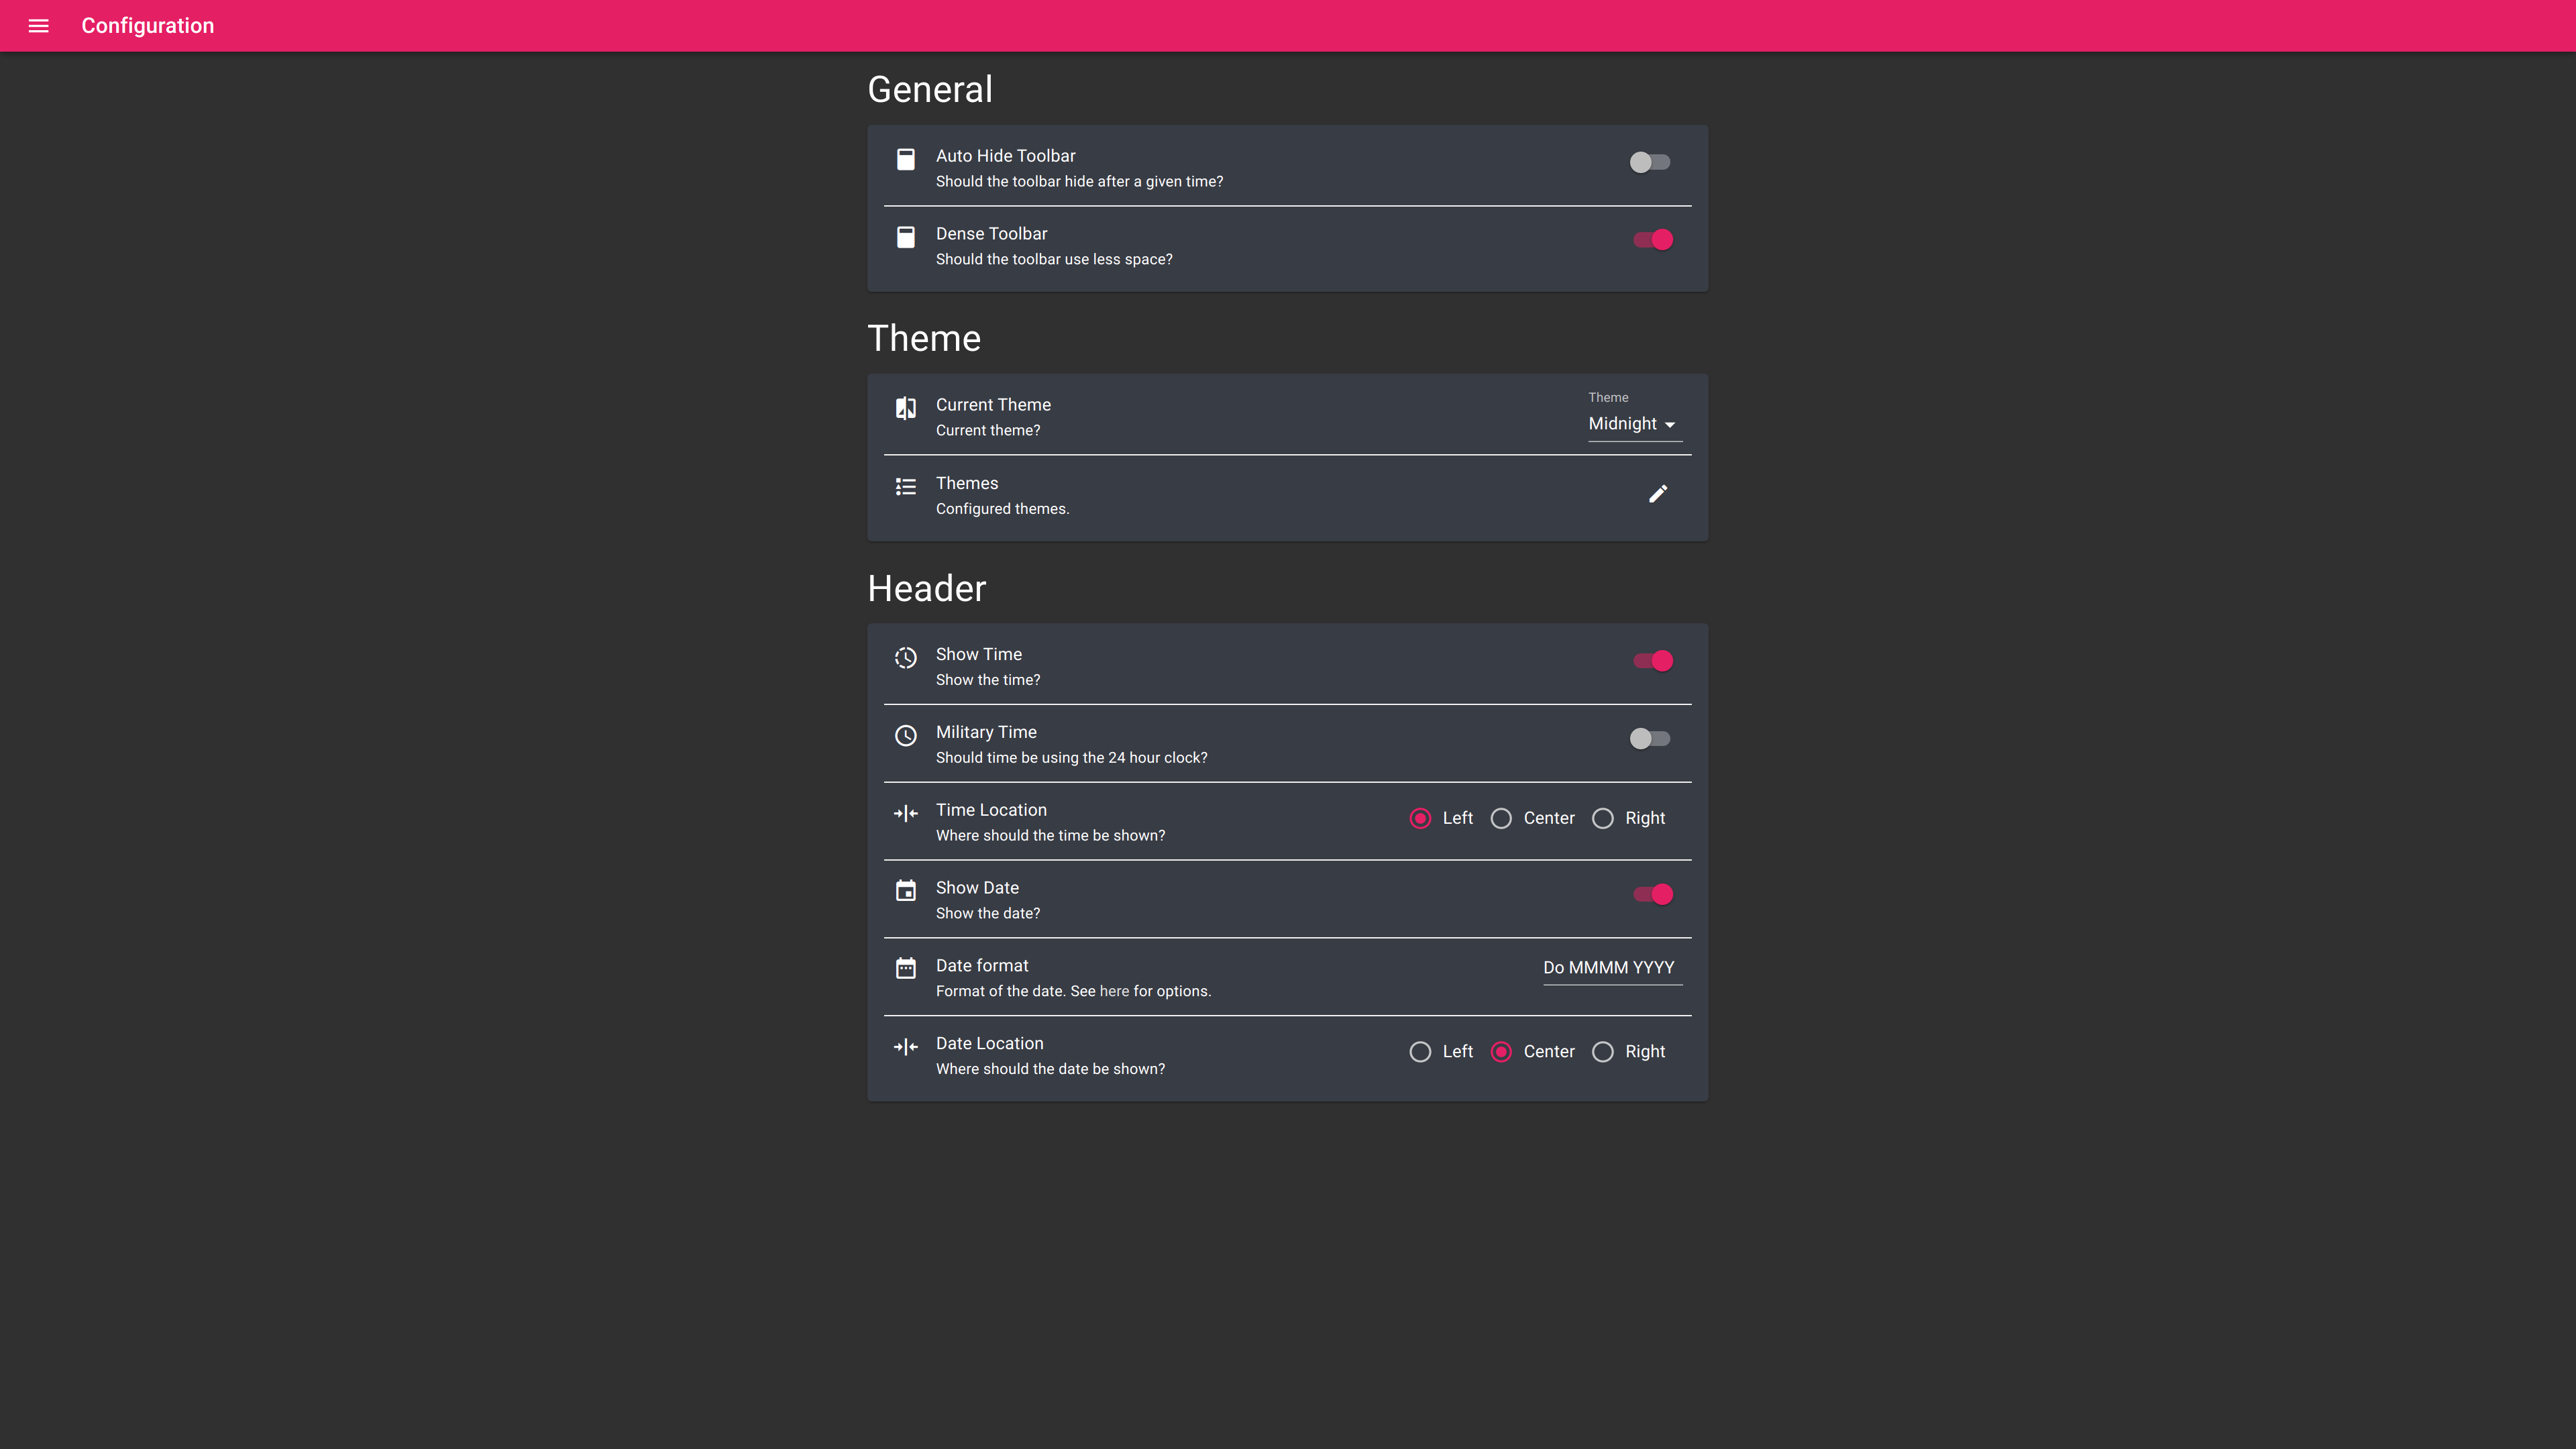 Configuration
General
Auto Hide Toolbar
Should the toolbar hide after a given time?
Dense Toolbar
Should the toolbar use less space?
Theme
Current Theme
Current theme?
Theme
Midnight
Themes
Configured themes.
Header
Show Time
Show the time?
Military Time
Should time be using the 24 hour clock?
Time Location
Where should the time be shown?
Left Center Right
Show Date
Show the date?
Date format
Format of the date. See here for options.
Do MMMM YYYY
Date Location
Where should the date be shown?
Left Center Right